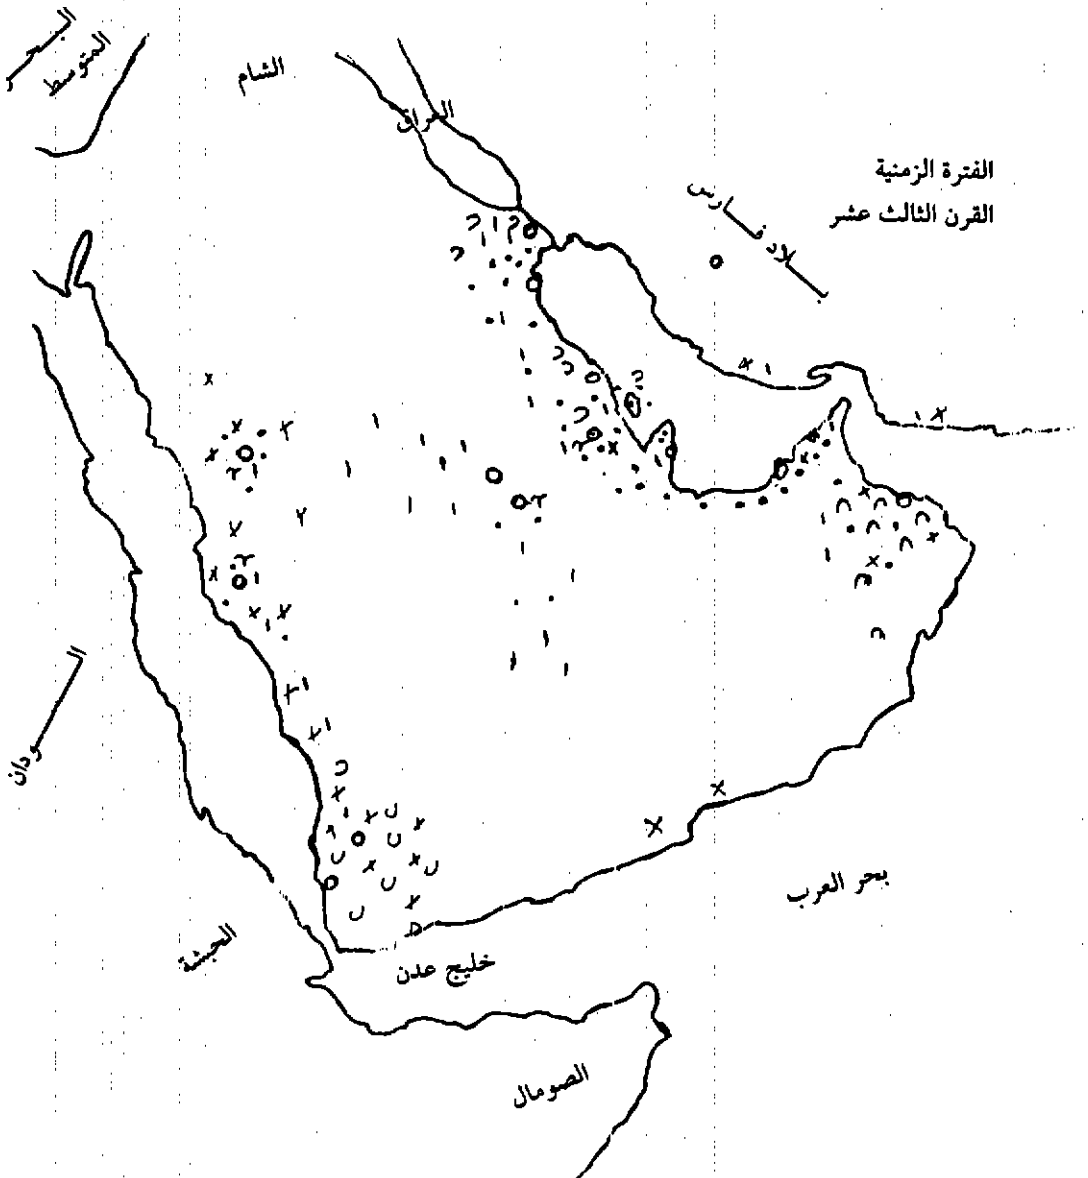 البحر
المتوسط
الشام
العراق
الفترة الزمنية
القرن الثالث عشر
بلاد فارس
السودان
بحر العرب
الحبشة
خليج عدن
الصومال